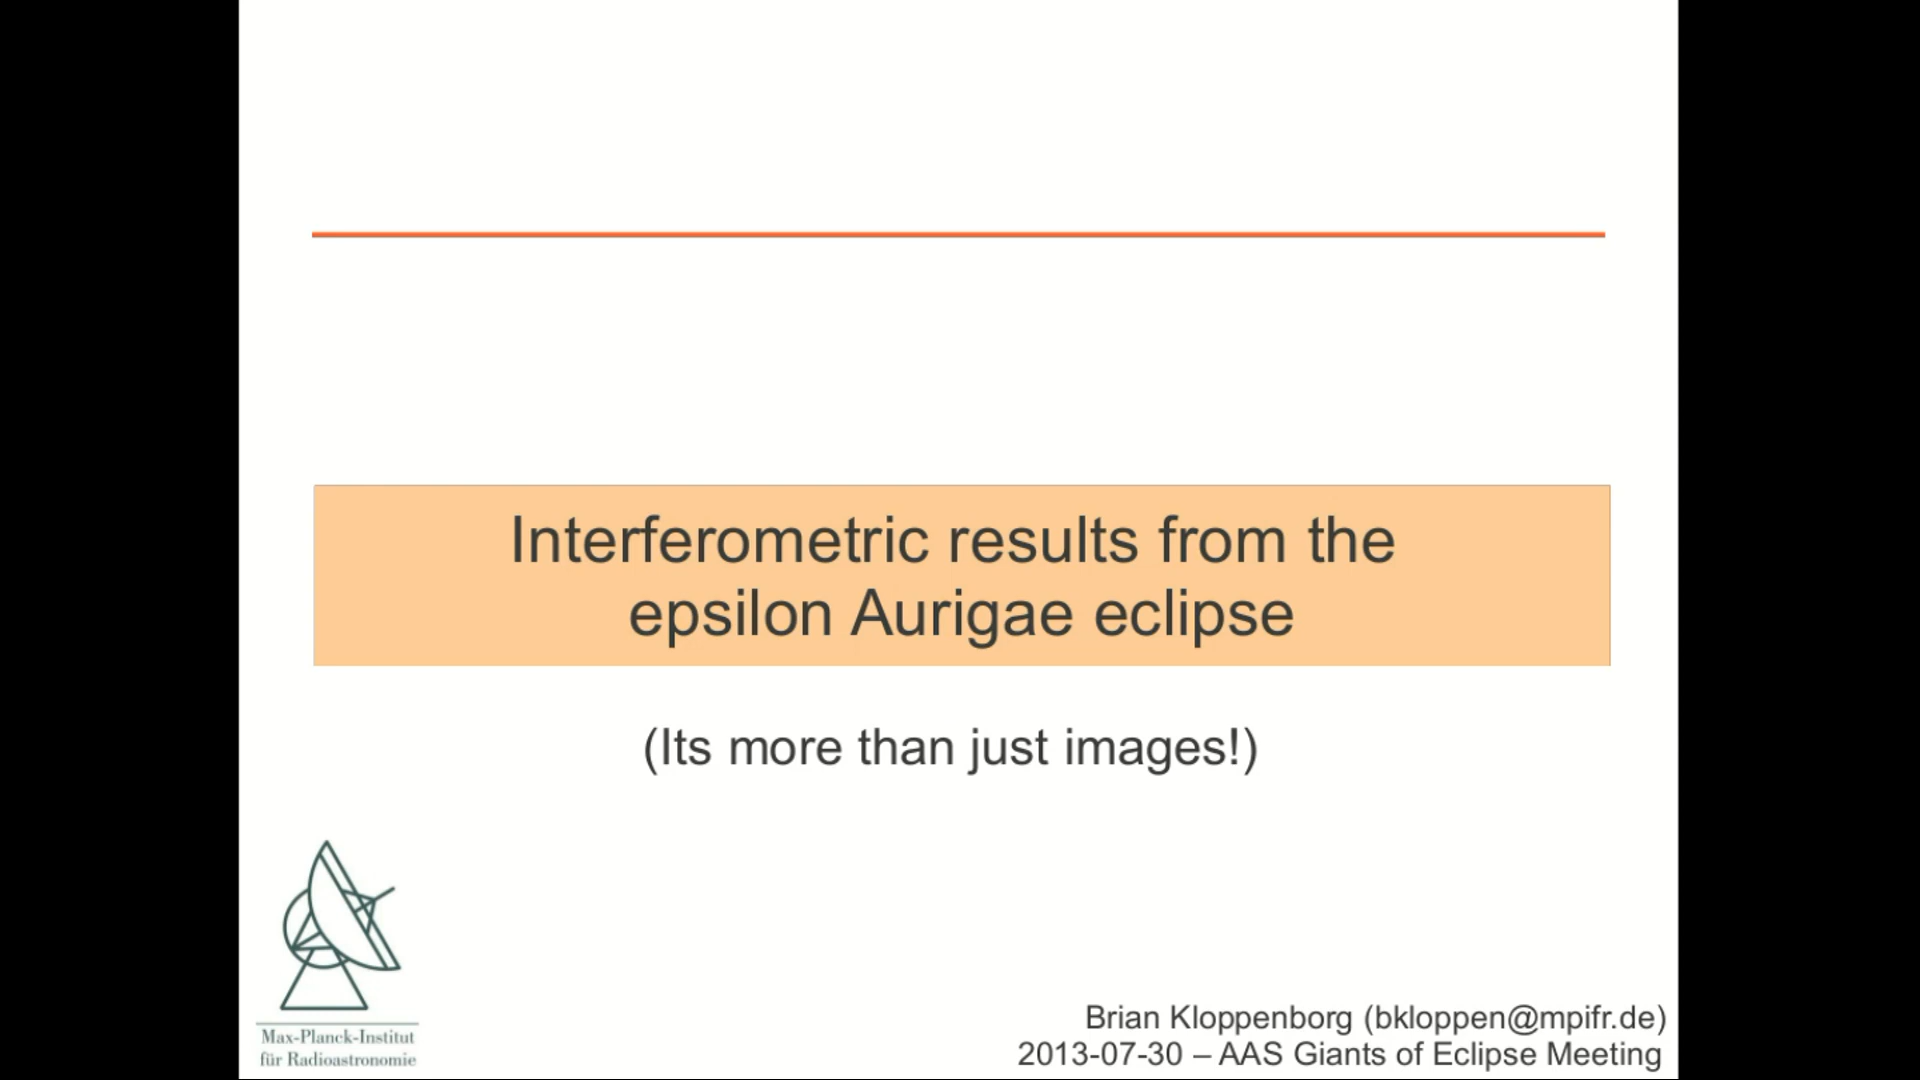 Interferometric results from the
epsilon Aurigae eclipse
(Its more than just images!)
Max-Planck-Institut
für Radioastronomie
Brian Kloppenborg (bkloppen@mpifr.de)
2013-07-30 – AAS Giants of Eclipse Meeting